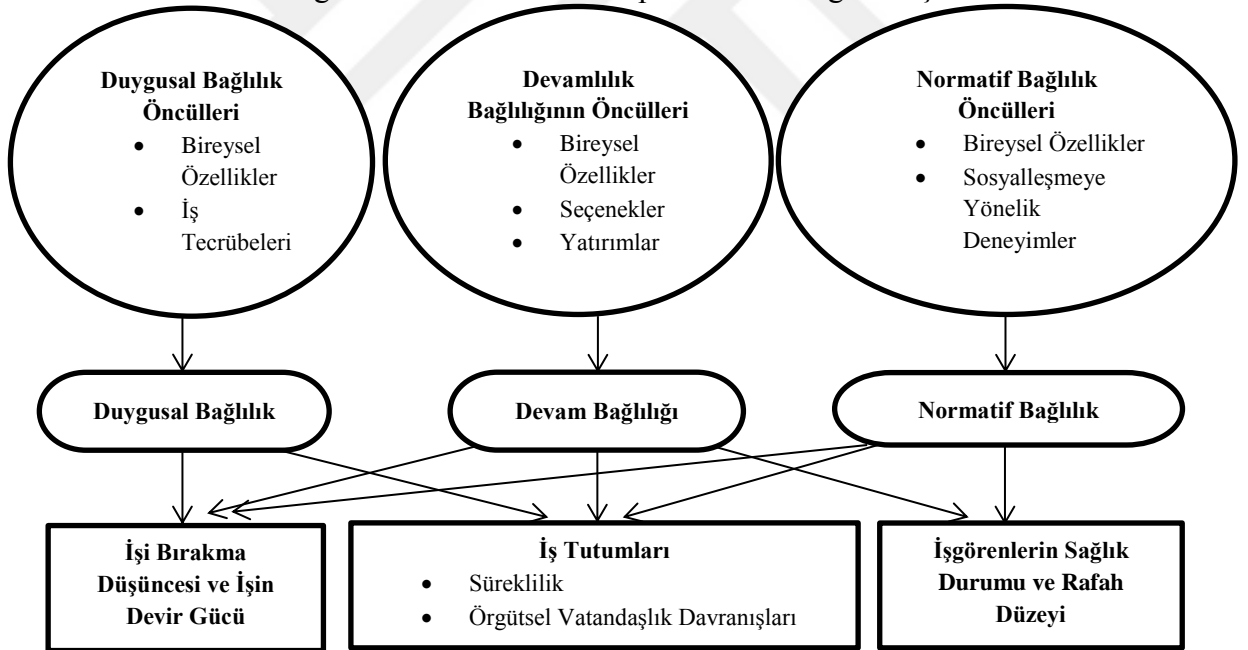 Duygusal Bağlılık
Öncülleri
• Bireysel
Özellikler
• İş
Tecrübeleri
Devamlılık
Bağlılığının Öncülleri
• Bireysel
Özellikler
• Seçenekler
• Yatırımlar
Normatif Bağlılık
Öncülleri
• Bireysel Özellikler
• Sosyalleşmeye
Yönelik
Deneyimler
Duygusal Bağlılık
Devam Bağlılığı
Normatif Bağlılık
İşi Bırakma
Düşüncesi ve İşin
Devir Gücü
İş Tutumları
• Süreklilik
• Örgütsel Vatandaşlık Davranışları
İşgörenlerin Sağlık
Durumu ve Rafah
Düzeyi